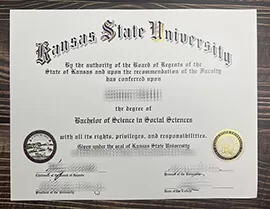 Kansas State University
By the authority of the Board of Regents of the
State of Kansas and upon the recommendation of the Faculty
has conferred upon
the degree of
Bachelor of Science in Social Sciences
with all its rights, privileges, and responsibilities.
Given under the seal of Kansas State University